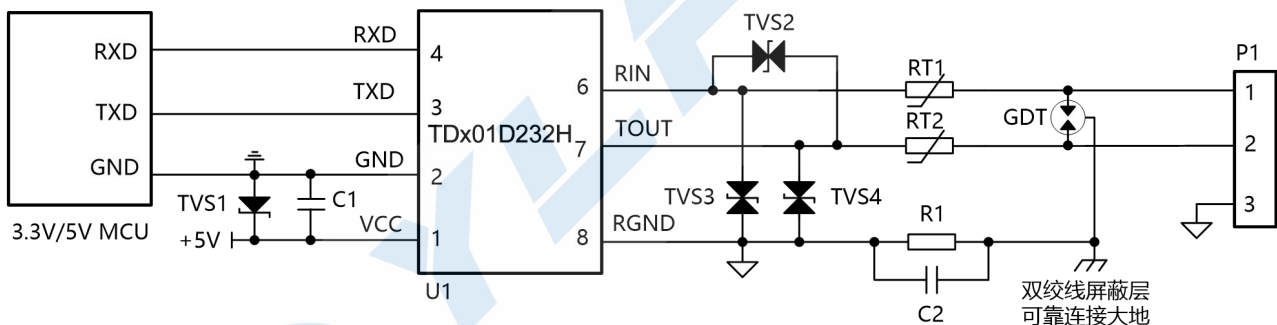 RXD
TXD
GND
3.3V/5V MCU
RXD
TXD
GND
VCC
TVS1
C1
+5V
4
3
2
1
TDx01D232H
6
7
8
U1
RIN
TOUT
RGND
TVS2
TVS3
TVS4
RT1
RT2
R1
C2
GDT
P1
1
2
3
双绞线屏蔽层
可靠连接大地